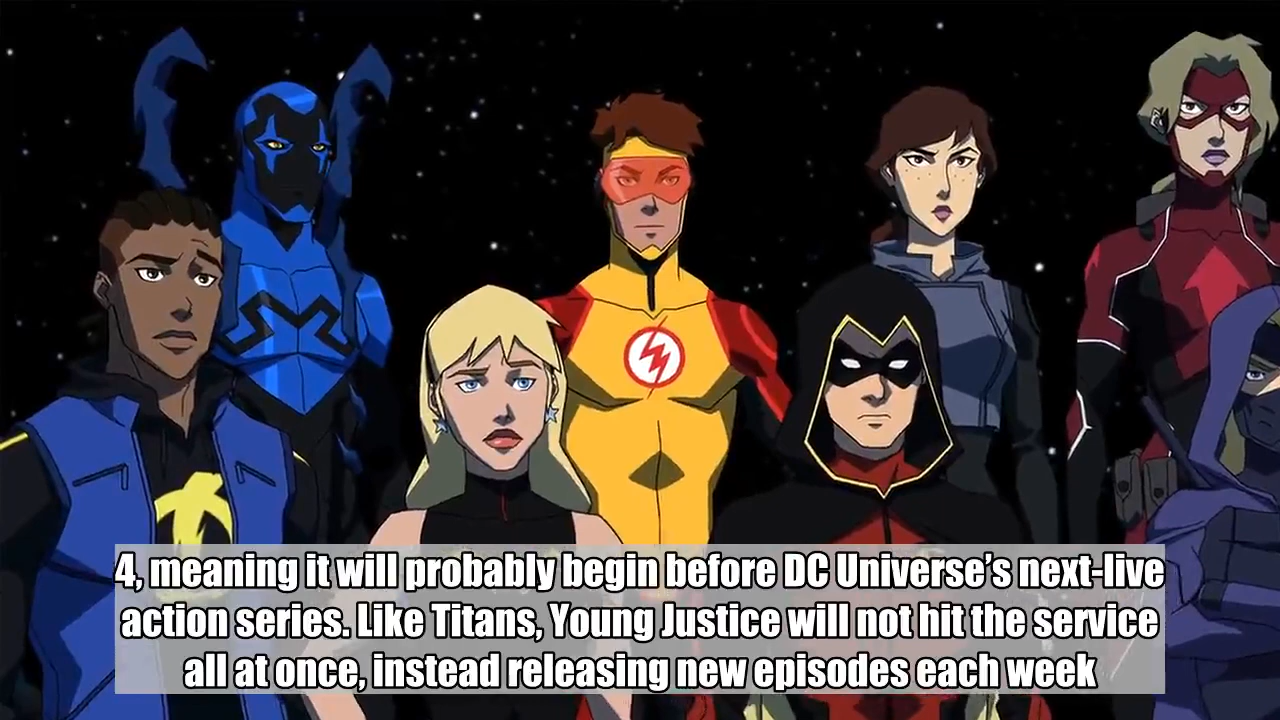 4, meaning it will probably begin before DC Universe’s next-live
action series. Like Titans, Young Justice will not hit the service
all at once, instead releasing new episodes each week